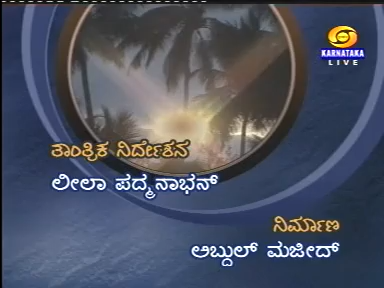 KARNATAKA
LIVE
ತಾಂತ್ರಿಕ ನಿರ್ದೇಶನ
ಲೀಲಾ ಪದ್ಮನಾಭನ್
ನಿರ್ಮಾಣ
ಅಬ್ದುಲ್ ಮಜೀದ್